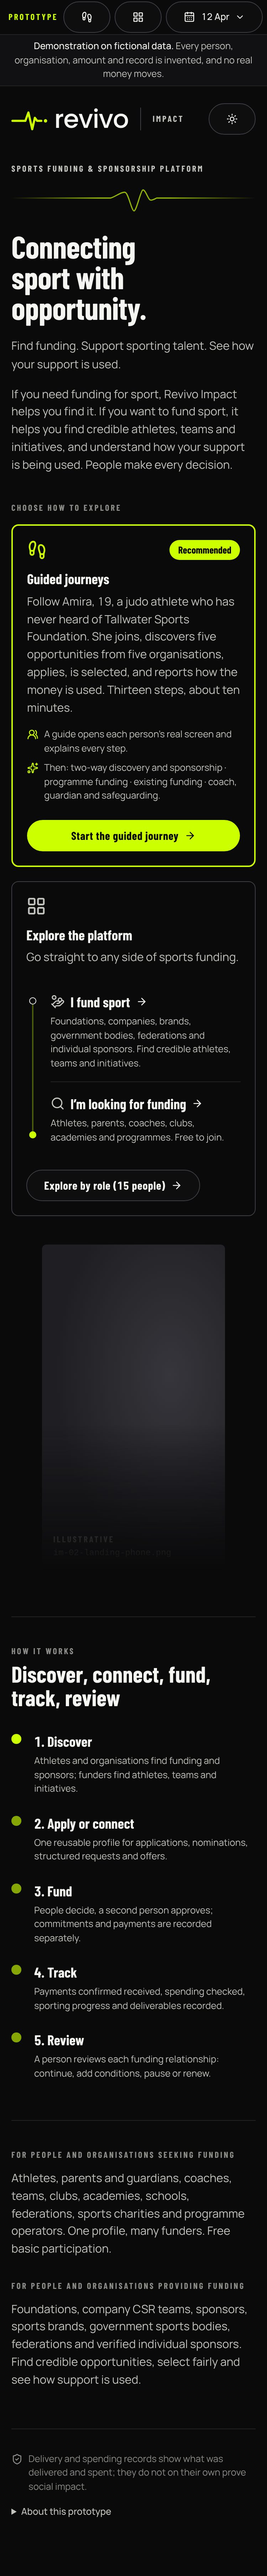 PROTOTYPE
12 Apr
Demonstration on fictional data. Every person,
organisation, amount and record is invented, and no real
money moves.
revivo
IMPACT
SPORTS FUNDING & SPONSORSHIP PLATFORM
Connecting
sport with
opportunity.
Find funding. Support sporting talent. See how
your support is used.
If you need funding for sport, Revivo Impact
helps you find it. If you want to fund sport, it
helps you find credible athletes, teams and
initiatives, and understand how your support
is being used. People make every decision.
CHOOSE HOW TO EXPLORE
Recommended
Guided journeys
Follow Amira, 19, a judo athlete who has
never heard of Tallwater Sports
Foundation. She joins, discovers five
opportunities from five organisations,
applies, is selected, and reports how the
money is used. Thirteen steps, about ten
minutes.
A guide opens each person's real screen and
explains every step.
Then: two-way discovery and sponsorship ·
programme funding · existing funding · coach,
guardian and safeguarding.
Start the guided journey
Explore the platform
Go straight to any side of sports funding.
I fund sport
Foundations, companies, brands,
government bodies, federations and
individual sponsors. Find credible athletes,
teams and initiatives.
I'm looking for funding
Athletes, parents, coaches, clubs,
academies and programmes. Free to join.
Explore by role (15 people)
ILLUSTRATIVE
HOW IT WORKS
Discover, connect, fund,
track, review
1. Discover
Athletes and organisations find funding and
sponsors; funders find athletes, teams and
initiatives.
2. Apply or connect
One reusable profile for applications, nominations,
structured requests and offers.
3. Fund
People decide, a second person approves;
commitments and payments are recorded
separately.
4. Track
Payments confirmed received, spending checked,
sporting progress and deliverables recorded.
5. Review
A person reviews each funding relationship:
continue, add conditions, pause or renew.
FOR PEOPLE AND ORGANISATIONS SEEKING FUNDING
Athletes, parents and guardians, coaches,
teams, clubs, academies, schools,
federations, sports charities and programme
operators. One profile, many funders. Free
basic participation.
FOR PEOPLE AND ORGANISATIONS PROVIDING FUNDING
Foundations, company CSR teams, sponsors,
sports brands, government sports bodies,
federations and verified individual sponsors.
Find credible opportunities, select fairly and
see how support is used.
Delivery and spending records show what was
delivered and spent; they do not on their own prove
social impact.
About this prototype